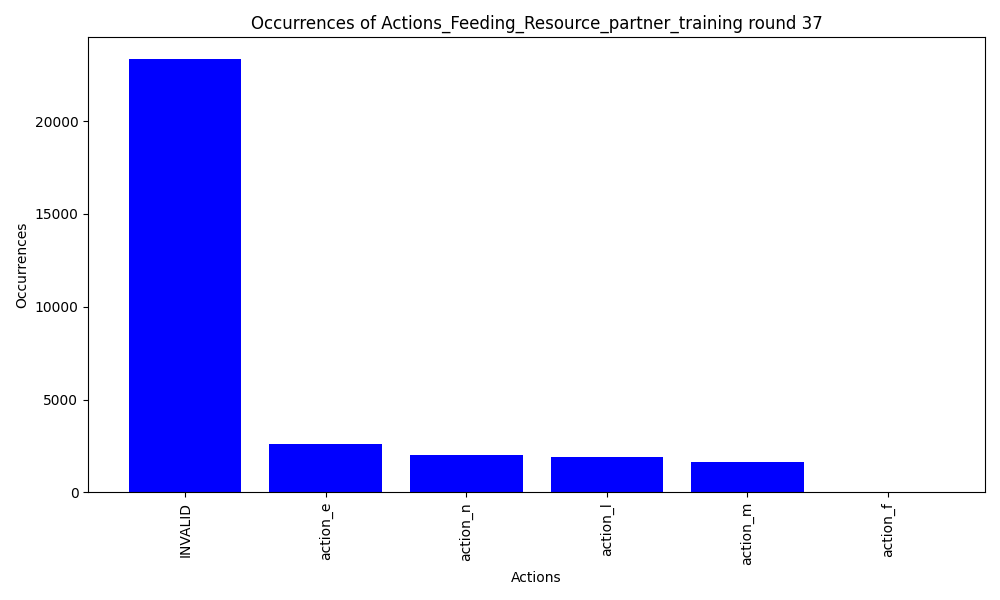 Occurrences of Actions_Feeding_Resource_partner_training round 37
Occurrences
20000
15000
10000
5000
0
INVALID
action_e
action_n
action_l
action_m
action_f
Actions